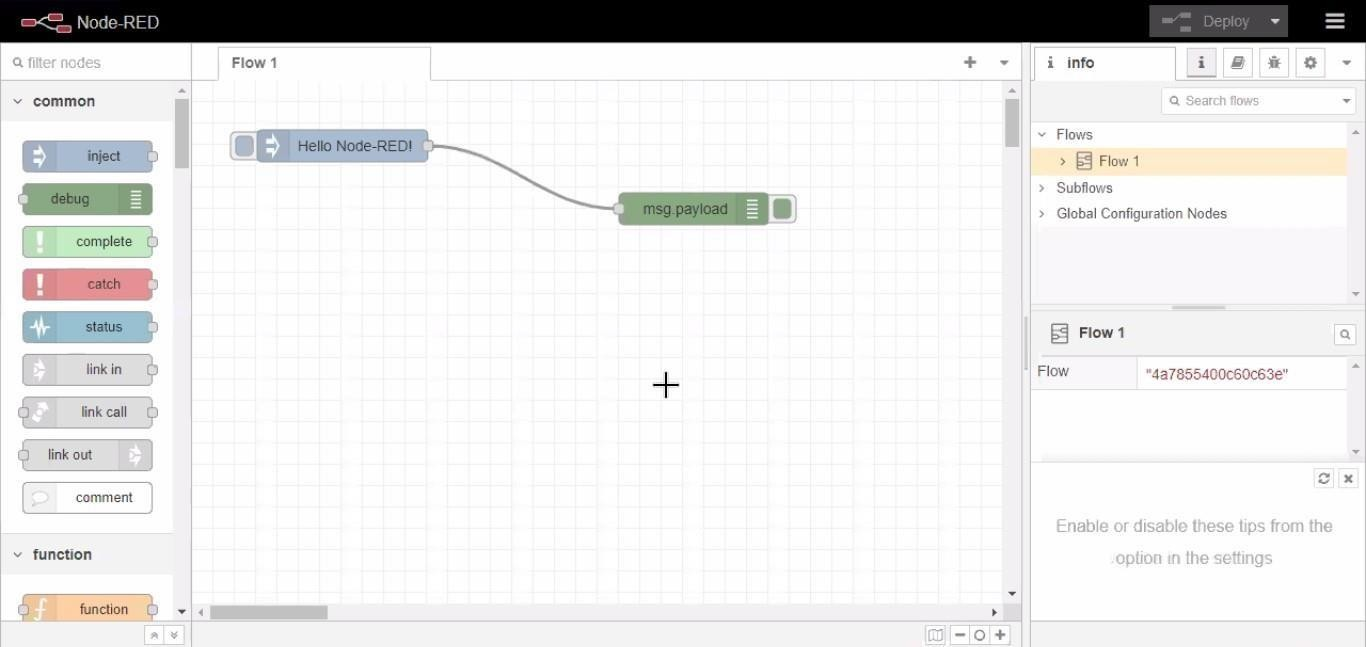 Node-RED
Deploy
filter nodes
Flow 1
info
common
Search flows
inject
debug
complete
catch
status
link in
link call
link out
comment
function
function
Hello Node-RED!
msg.payload
Flows
Flow 1
Subflows
Global Configuration Nodes
Flow 1
Flow "4a7855400c60c63e"
Enable or disable these tips from the
option in the settings